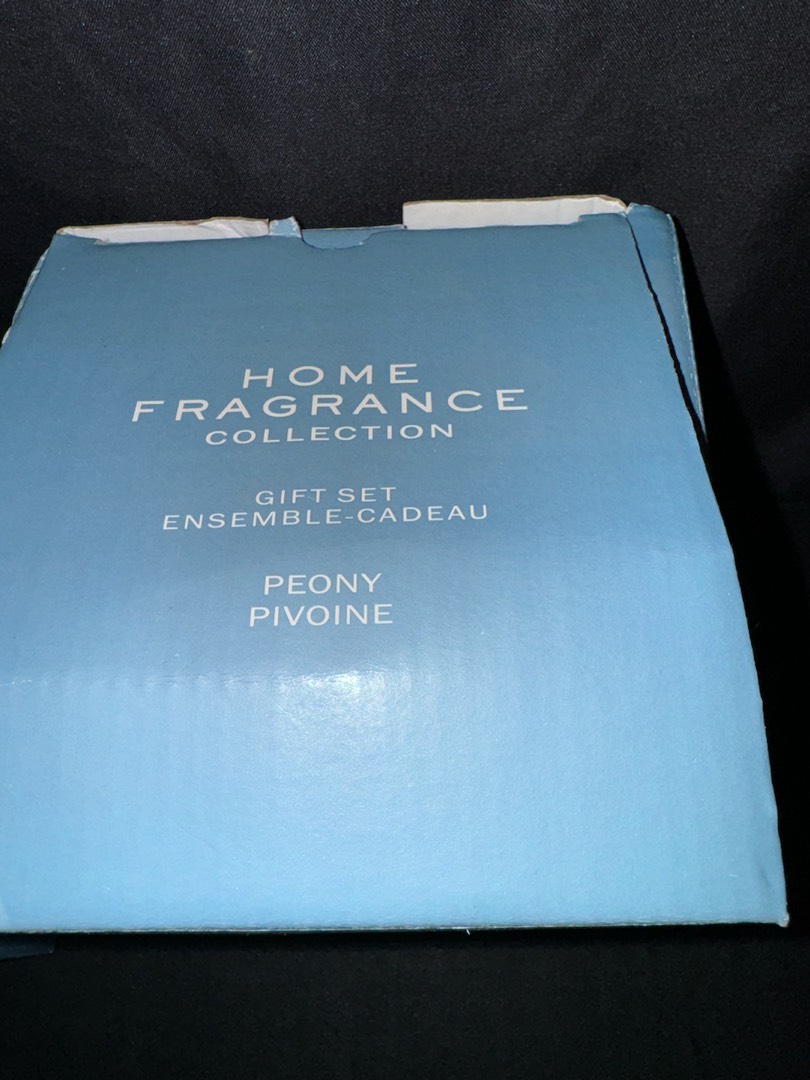 HOME
FRAGRANCE
COLLECTION
GIFT SET
ENSEMBLE-CADEAU
PEONY
PIVOINE